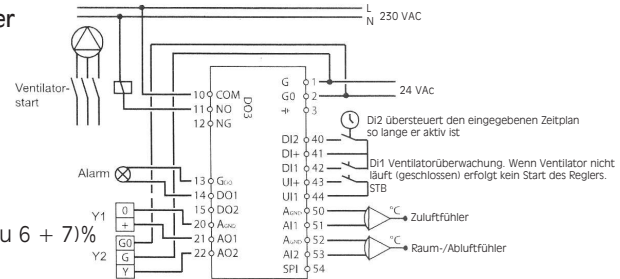 er
L
N 230 VAC
Ventilator-
start
G 1
G0 2
24 VAC
3
10 COM
11 NO
12 NG
DO3
DI2 übersteuert den eingegebenen Zeitplan
so lange er aktiv ist
DI2 40
DI+ 41
DI1 42
UI+ 43
UI1 44
Di1 Ventilatorüberwachung. Wenn Ventilator nicht
läuft (geschlossen) erfolgt kein Start des Reglers.
STB
Alarm
13 GDO
14 DO1
15 DO2
20 AGND
21 AO1
22 AO2
Y1
0
+
Y2
G0
G
Y
u 6 + 7)%
AGND 50
AI1 51
°C
Zuluftfühler
AGND 52
AI2 53
°C
Raum-/Abluftfühler
SPI 54